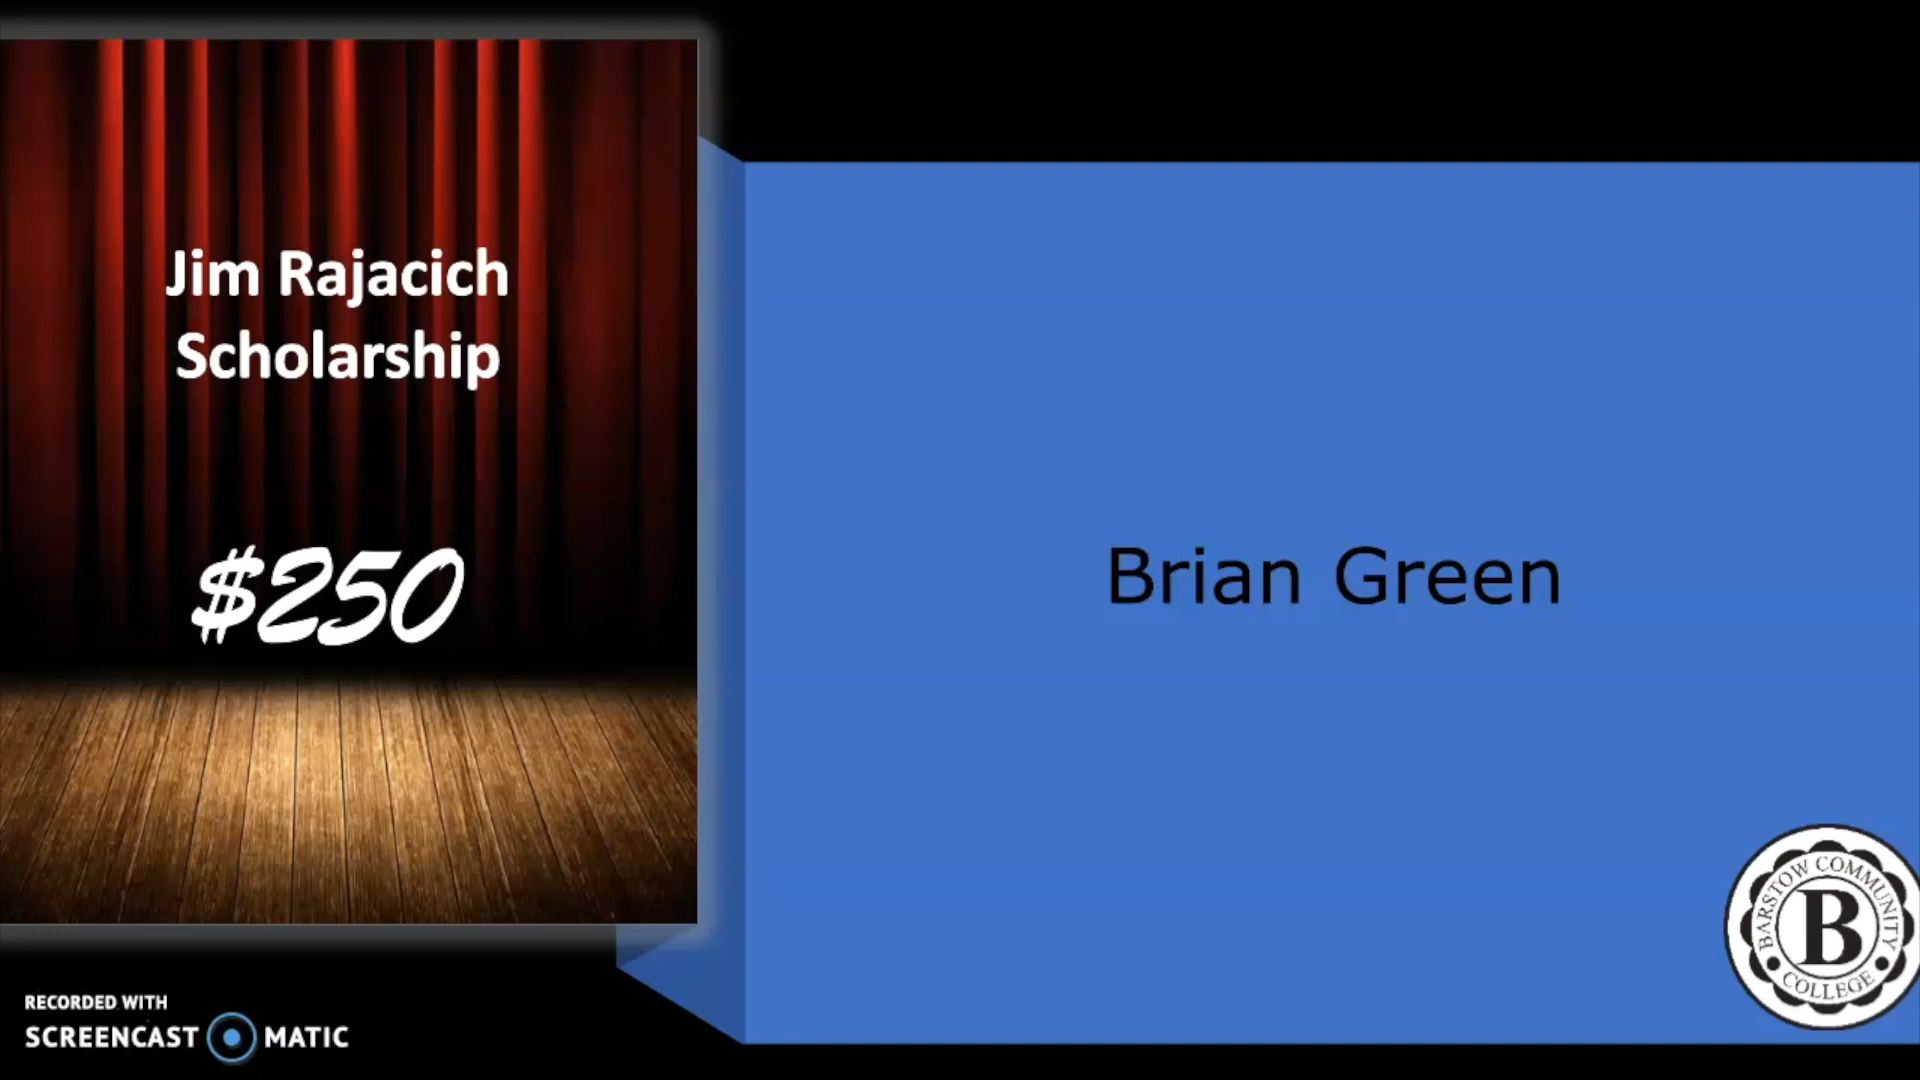 Jim Rajacich
Scholarship
$250
Brian Green
BARSTOW COMMUNITY
B
COLLEGE
RECORDED WITH
SCREENCAST MATIC